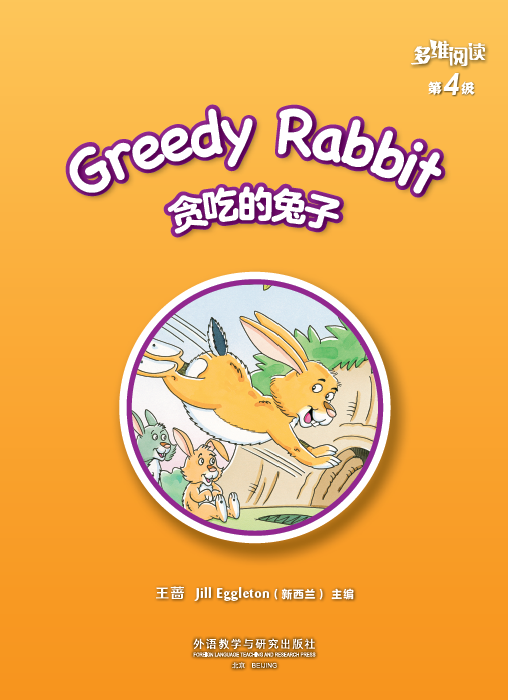 多维阅读
第4级
Greedy Rabbit
贪吃的兔子
王蔷 Jill Eggleton（新西兰） 主编
外语教学与研究出版社
FOREIGN LANGUAGE TEACHING AND RESEARCH PRESS
北京 BEIJING